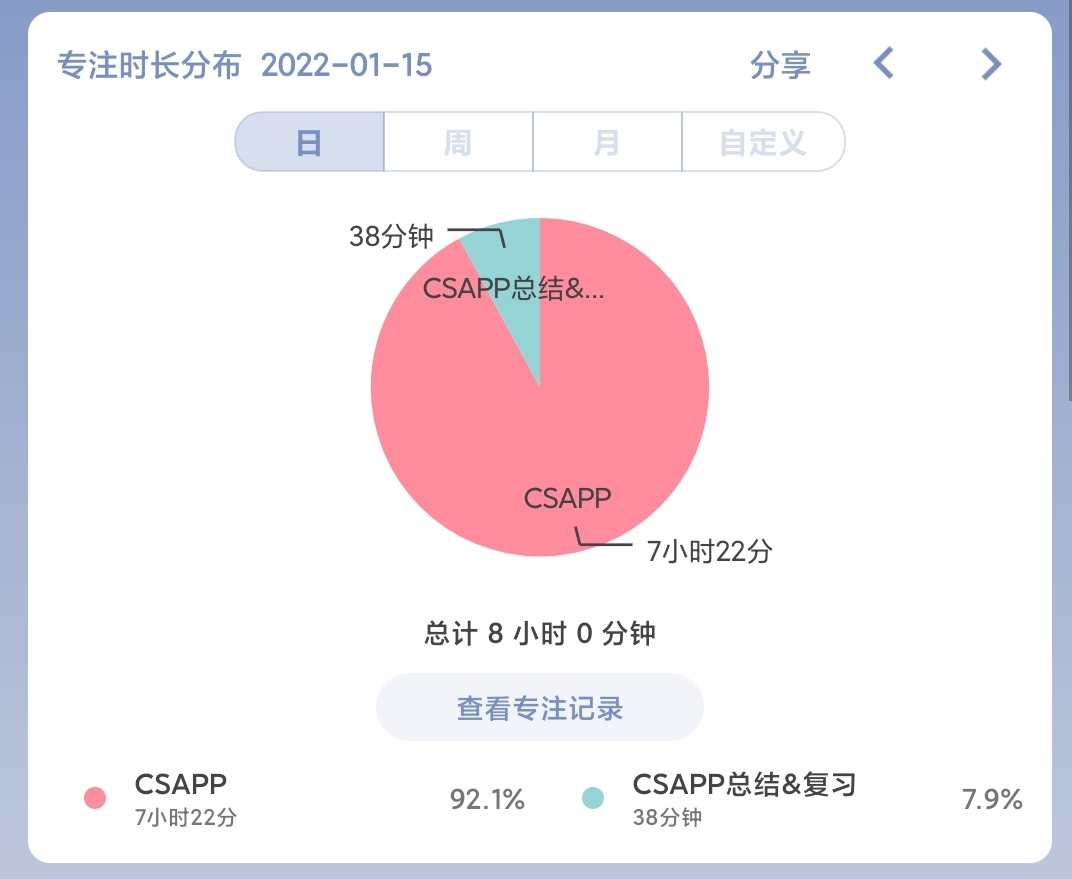 专注时长分布 2022-01-15 分享
日 周 月 自定义
38分钟
CSAPP总结&...
CSAPP
7小时22分
总计 8 小时 0 分钟
查看专注记录
CSAPP 92.1% CSAPP总结&复习 7.9%
7小时22分 38分钟